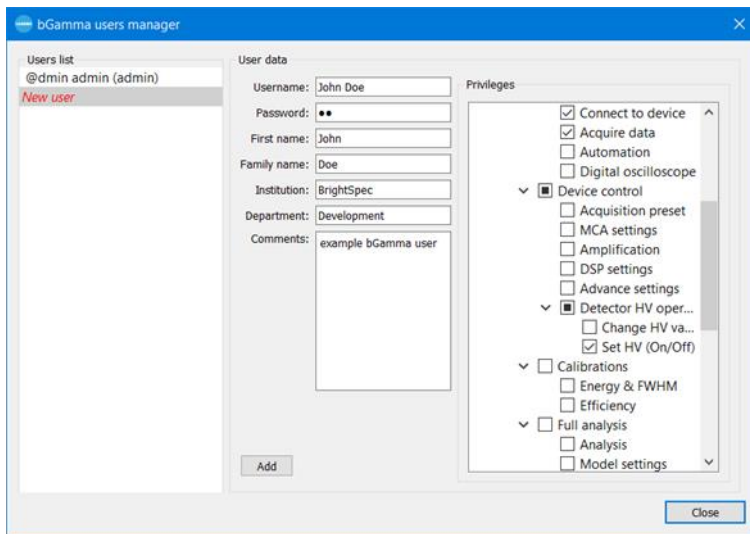 bGamma users manager
Users list
@dmin admin (admin)
New user
User data
Username: John Doe
Password: ●●
First name: John
Family name: Doe
Institution: BrightSpec
Department: Development
Comments: example bGamma user
Add
Privileges
Connect to device
Acquire data
Automation
Digital oscilloscope
Device control
Acquisition preset
MCA settings
Amplification
DSP settings
Advance settings
Detector HV oper...
Change HV va...
Set HV (On/Off)
Calibrations
Energy & FWHM
Efficiency
Full analysis
Analysis
Model settings
Close